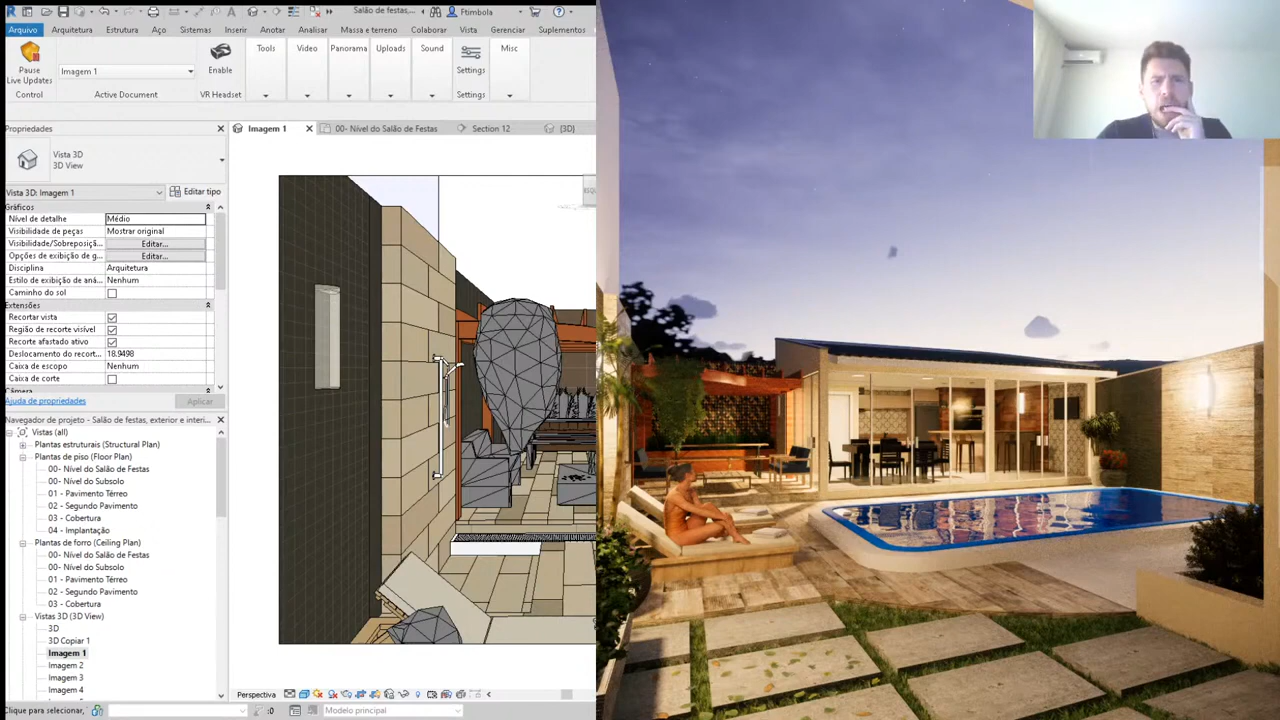 Salão de festas,...
Ftimbola
Arquivo Arquitetura Estrutura Aço Sistemas Inserir Anotar Analisar Massa e terreno Colaborar Vista Gerenciar Suplementos
Pause
Live Updates
Control
Imagem 1
Active Document
Enable
VR Headset
Tools
Video
Panorama
Uploads
Sound
Settings
Settings
Misc
Propriedades
Imagem 1
00- Nível do Salão de Festas
Section 12
{3D}
Vista 3D
3D View
Vista 3D: Imagem 1
Editar tipo
Gráficos
Nível de detalhe Médio
Visibilidade de peças Mostrar original
Visibilidade/Sobreposiçã... Editar...
Opções de exibição de g... Editar...
Disciplina Arquitetura
Estilo de exibição de aná... Nenhum
Caminho do sol
Extensões
Recortar vista
Região de recorte visível
Recorte afastado ativo
Deslocamento do recort... 18.9498
Caixa de escopo Nenhum
Caixa de corte
Câmera
Ajuda de propriedades
Aplicar
Navegador de projeto - Salão de festas, exterior e interi...
Vistas (all)
Plantas estruturais (Structural Plan)
Plantas de piso (Floor Plan)
00- Nível do Salão de Festas
00- Nível do Subsolo
01 - Pavimento Térreo
02 - Segundo Pavimento
03 - Cobertura
04 - Implantação
Plantas de forro (Ceiling Plan)
00- Nível do Salão de Festas
00- Nível do Subsolo
01 - Pavimento Térreo
02 - Segundo Pavimento
03 - Cobertura
Vistas 3D (3D View)
3D
3D Copiar 1
Imagem 1
Imagem 2
Imagem 3
Imagem 4
Perspectiva
Clique para selecionar,
:0
Modelo principal